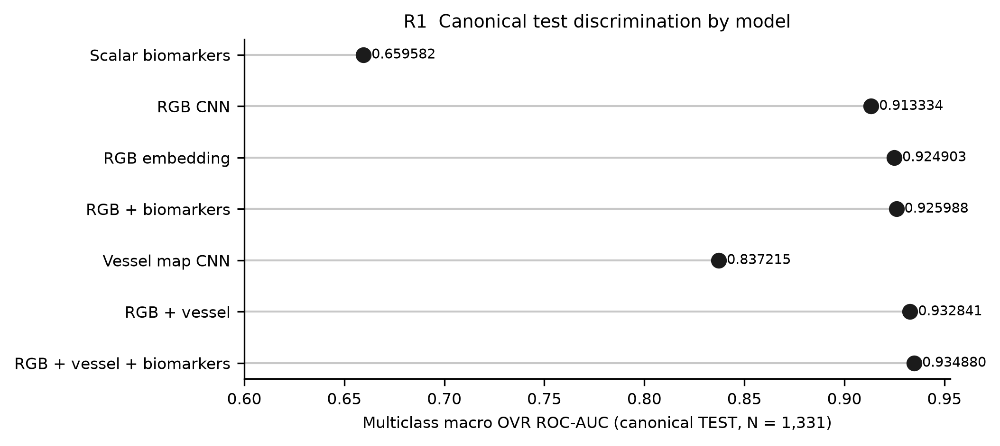 R1  Canonical test discrimination by model
Scalar biomarkers 0.659582
RGB CNN 0.913334
RGB embedding 0.924903
RGB + biomarkers 0.925988
Vessel map CNN 0.837215
RGB + vessel 0.932841
RGB + vessel + biomarkers 0.934880
0.60 0.65 0.70 0.75 0.80 0.85 0.90 0.95
Multiclass macro OVR ROC-AUC (canonical TEST, N = 1,331)